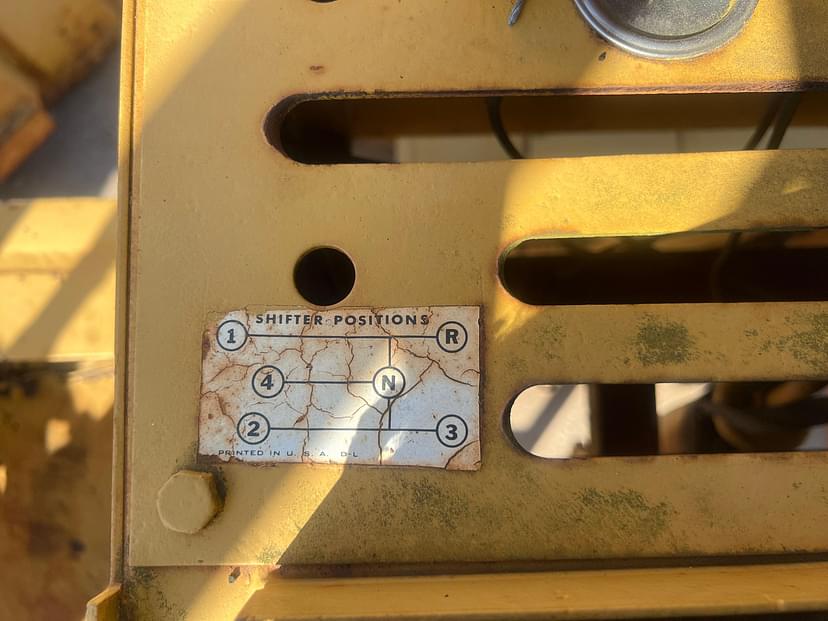 SHIFTER POSITIONS
1 R
4 N
2 3
PRINTED IN U. S. A. D-L